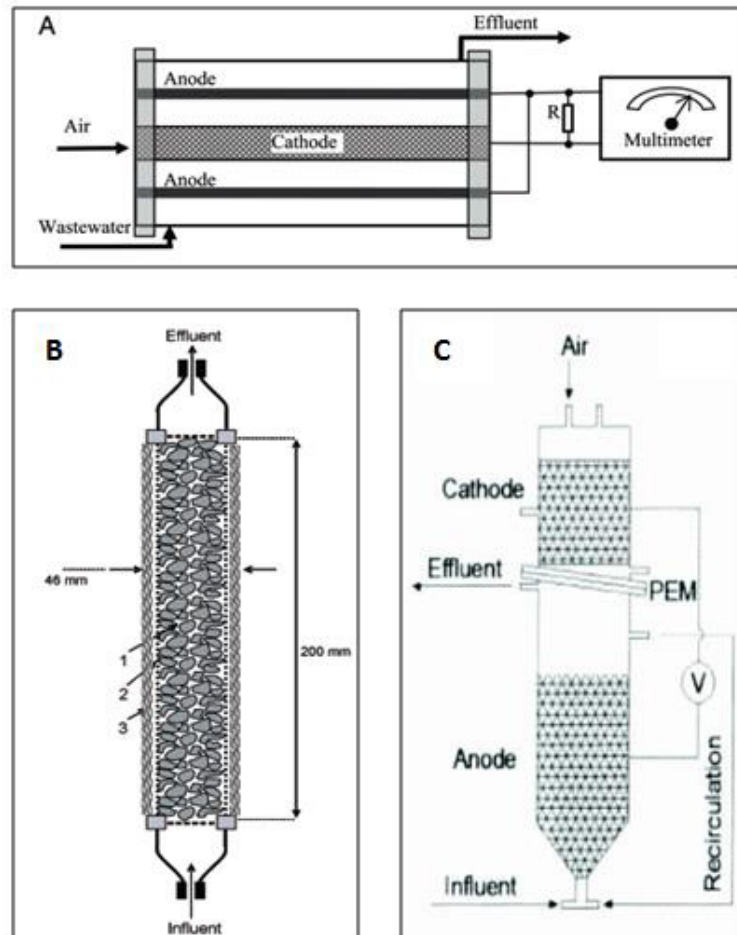 A
Effluent
Anode
Air
Cathode
R
Multimeter
Anode
Wastewater
B
Effluent
46 mm
200 mm
1
2
3
Influent
C
Air
Cathode
Effluent
PEM
V
Anode
Recirculation
Influent